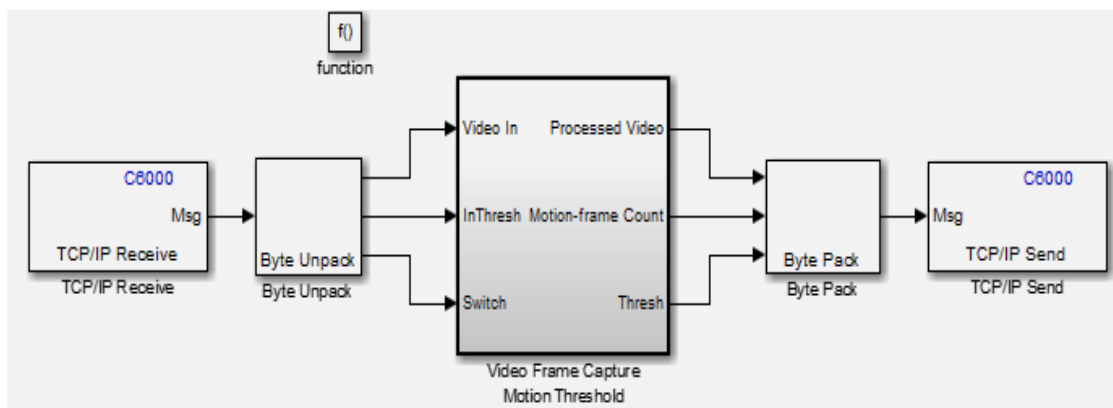 f()
function
C6000
Msg
TCP/IP Receive
TCP/IP Receive
Byte Unpack
Byte Unpack
Video In
Processed Video
InThresh
Motion-frame Count
Switch
Thresh
Video Frame Capture
Motion Threshold
Byte Pack
Byte Pack
C6000
Msg
TCP/IP Send
TCP/IP Send